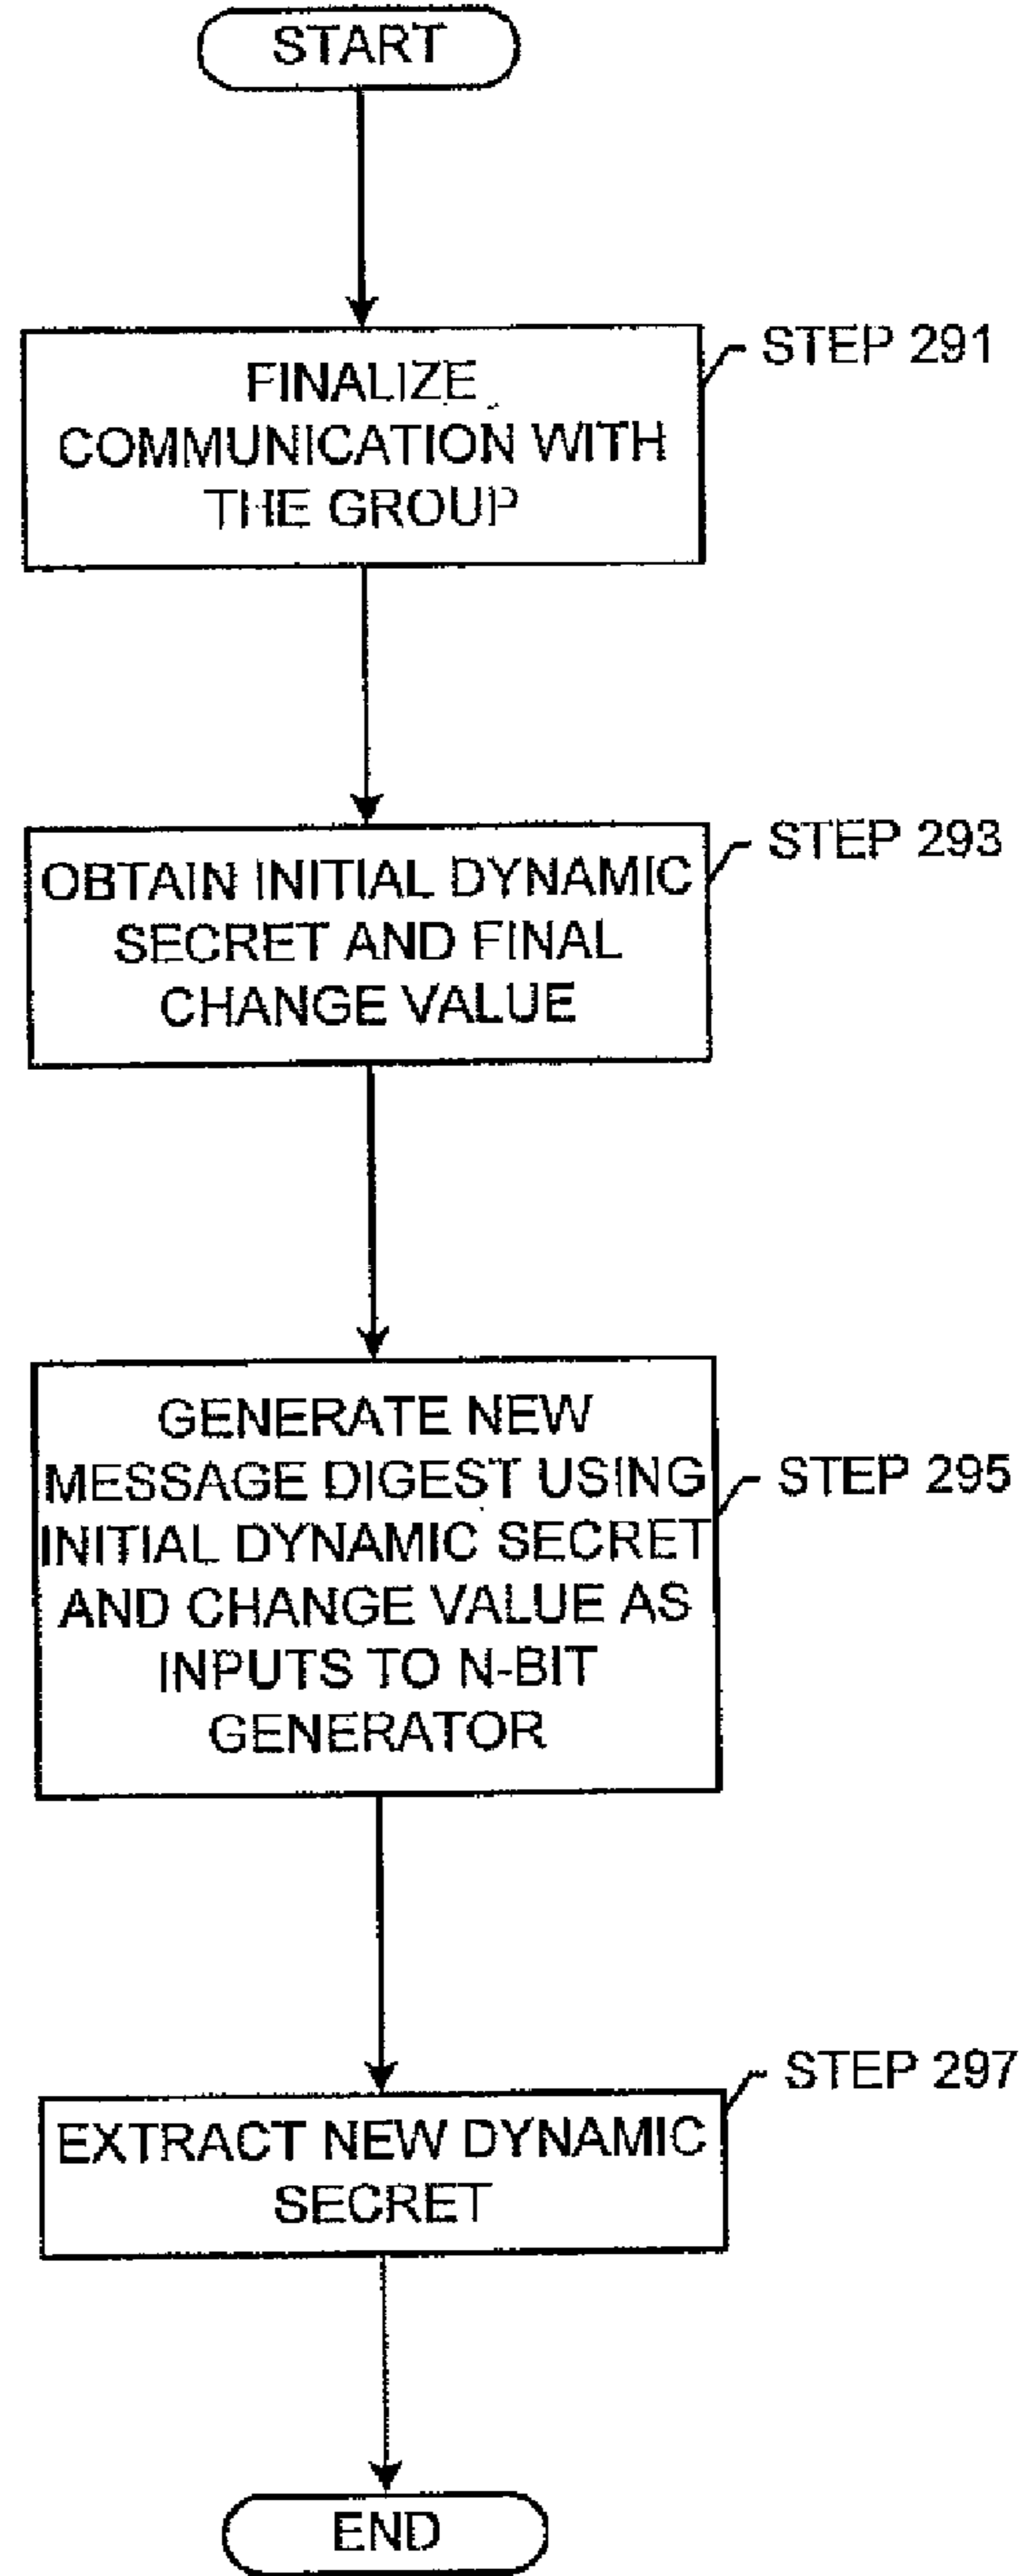 START
STEP 291
FINALIZE
COMMUNICATION WITH
THE GROUP
STEP 293
OBTAIN INITIAL DYNAMIC
SECRET AND FINAL
CHANGE VALUE
GENERATE NEW
MESSAGE DIGEST USING
STEP 295
INITIAL DYNAMIC SECRET
AND CHANGE VALUE AS
INPUTS TO N-BIT
GENERATOR
STEP 297
EXTRACT NEW DYNAMIC
SECRET
END